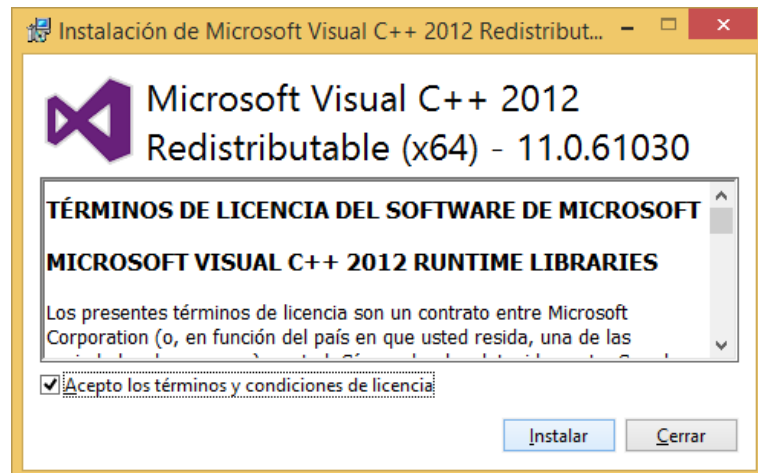 Instalación de Microsoft Visual C++ 2012 Redistribut...
Microsoft Visual C++ 2012
Redistributable (x64) - 11.0.61030
TÉRMINOS DE LICENCIA DEL SOFTWARE DE MICROSOFT
MICROSOFT VISUAL C++ 2012 RUNTIME LIBRARIES
Los presentes términos de licencia son un contrato entre Microsoft
Corporation (o, en función del país en que usted resida, una de las
Acepto los términos y condiciones de licencia
Instalar Cerrar